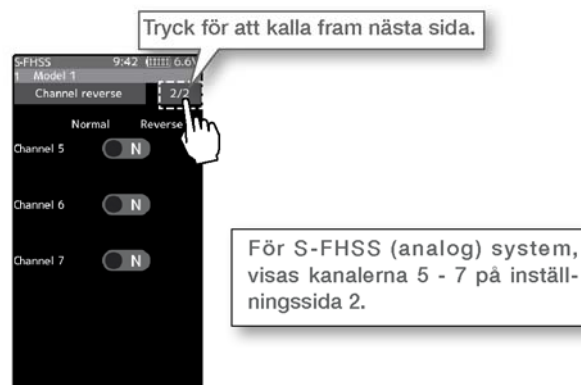 Tryck för att kalla fram nästa sida.
S-FHSS 9:42 6.6V
1 Model 1
Channel reverse 2/2
Normal Reverse
Channel 5 N
Channel 6 N
Channel 7 N
För S-FHSS (analog) system,
visas kanalerna 5 - 7 på inställ-
ningssida 2.